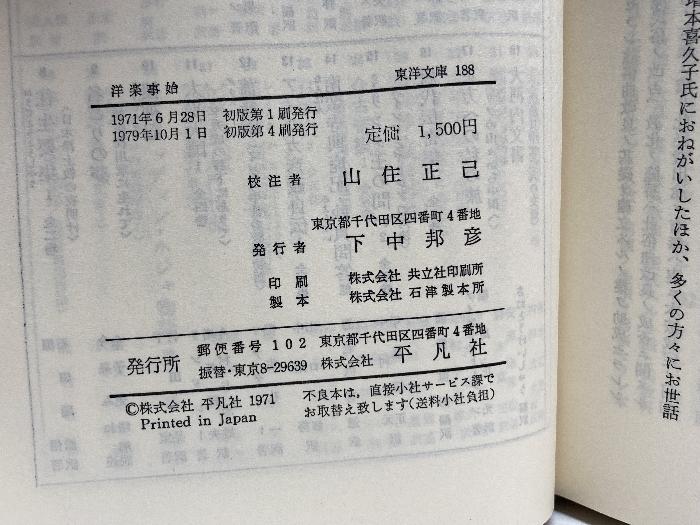 洋楽事始
東洋文庫 188
1971年6月28日 初版第1刷発行
1979年10月1日 初版第4刷発行
定価 1,500円
校注者 山住正己
東京都千代田区四番町4番地
発行者 下中邦彦
印刷 株式会社 共立社印刷所
製本 株式会社 石津製本所
発行所
郵便番号 102 東京都千代田区四番町4番地
振替・東京8-29639 株式会社 平凡社
©株式会社 平凡社 1971
Printed in Japan
不良本は，直接小社サービス課で
お取替え致します(送料小社負担)
本喜久子氏におねがいしたほか、多くの方々にお世話